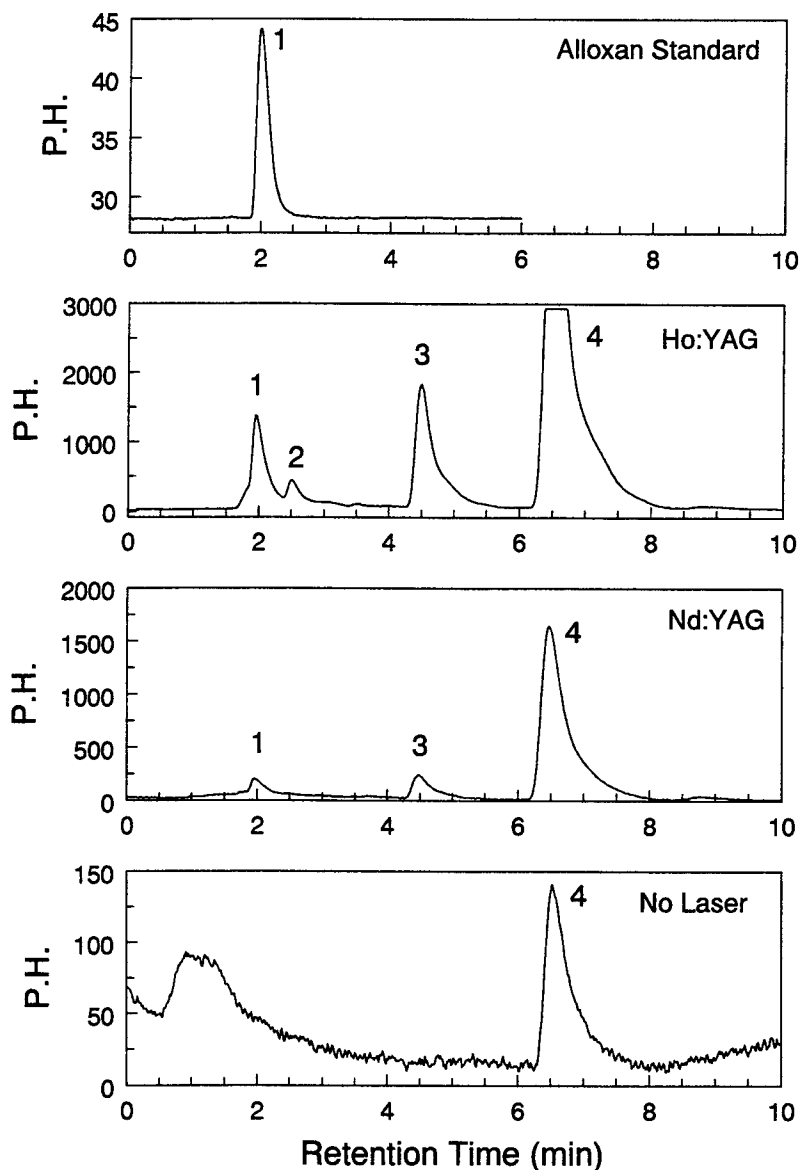 45
1
Alloxan Standard
40
P.H.
35
30
0 2 4 6 8 10
3000
4
Ho:YAG
3
2000
1
P.H.
1000
2
0
0 2 4 6 8 10
2000
Nd:YAG
4
1500
P.H.
1000
1 3
500
0
0 2 4 6 8 10
150
4
No Laser
100
P.H.
50
0
0 2 4 6 8 10
Retention Time (min)